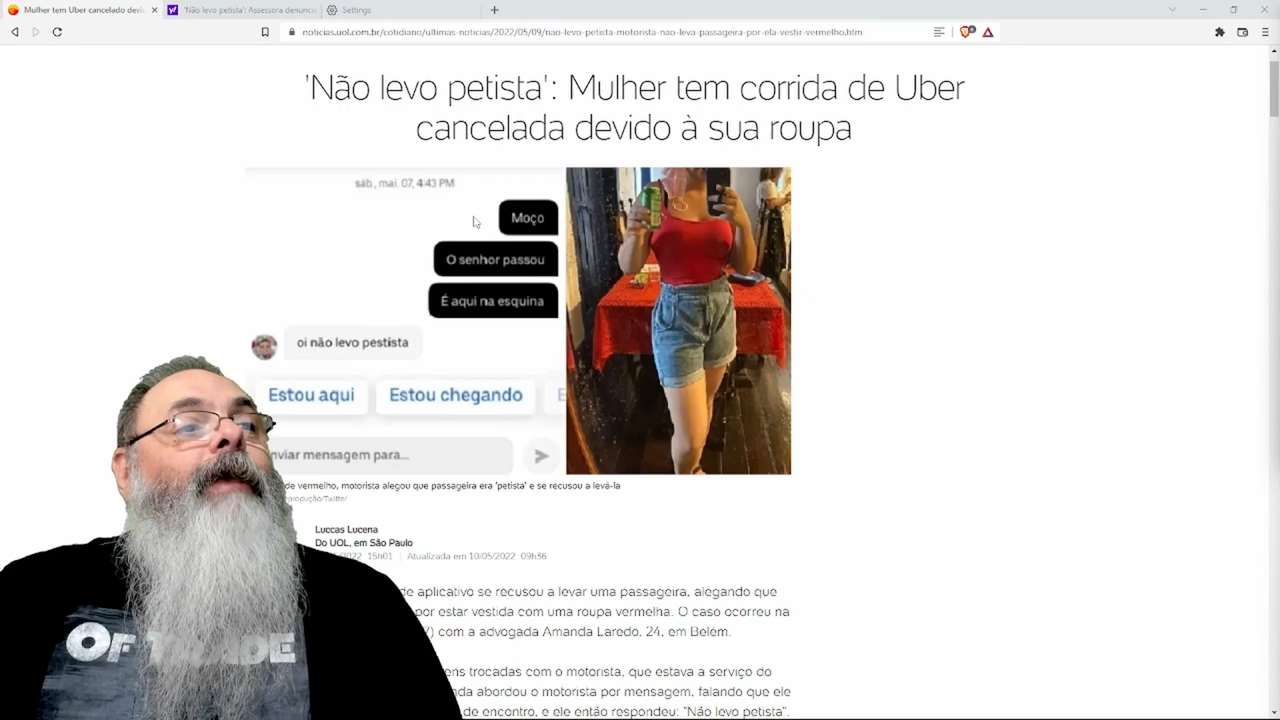 Mulher tem Uber cancelado devi
'Não levo petista': Assessora denuncia
Settings
noticias.uol.com.br/cotidiano/ultimas-noticias/2022/05/09/nao-levo-petista-motorista-nao-leva-passageira-por-ela-vestir-vermelho.htm
'Não levo petista': Mulher tem corrida de Uber
cancelada devido à sua roupa
sáb., mai. 07, 4:43 PM
Moço
O senhor passou
É aqui na esquina
oi não levo pestista
Estou aqui
Estou chegando
E
nviar mensagem para...
de vermelho, motorista alegou que passageira era 'petista' e se recusou a levá-la
produção/Twitter
Luccas Lucena
Do UOL, em São Paulo
/2022 15h01 | Atualizada em 10/05/2022 09h36
de aplicativo se recusou a levar uma passageira, alegando que
por estar vestida com uma roupa vermelha. O caso ocorreu na
7) com a advogada Amanda Laredo, 24, em Belém.
ens trocadas com o motorista, que estava a serviço do
nda abordou o motorista por mensagem, falando que ele
de encontro, e ele então respondeu: "Não levo petista".
OF